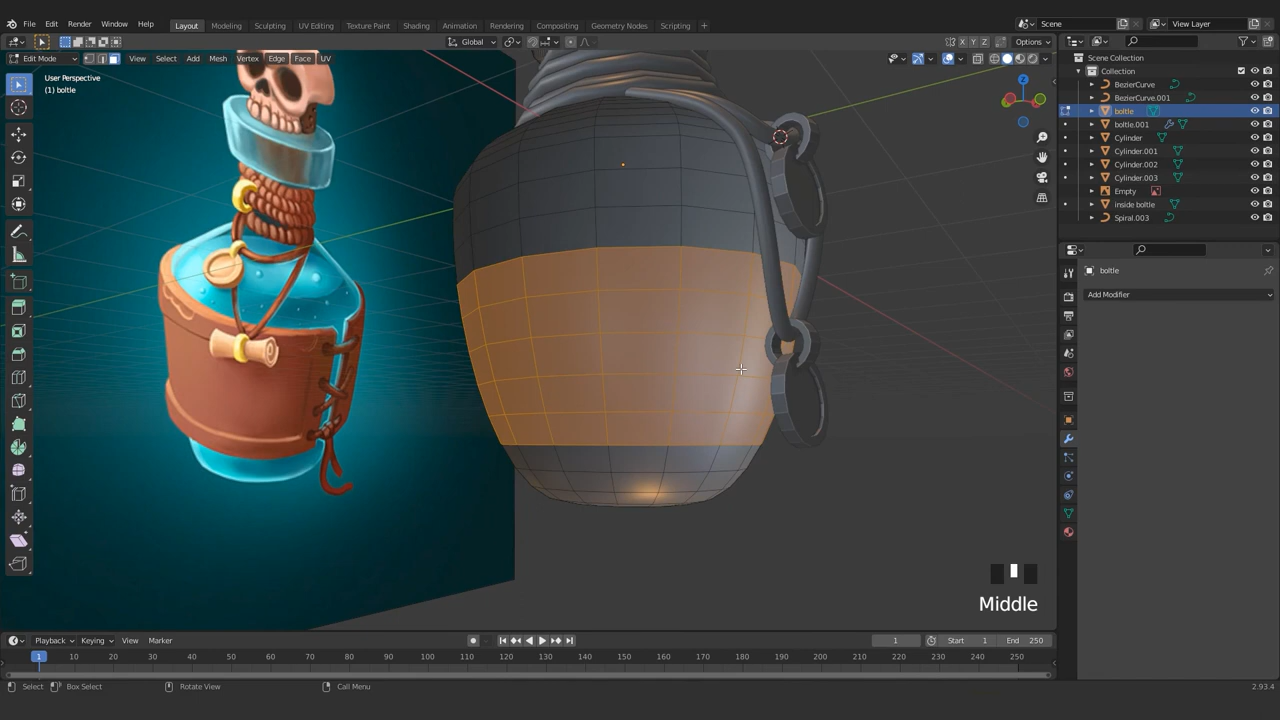 File Edit Render Window Help Layout Modeling Sculpting UV Editing Texture Paint Shading Animation Rendering Compositing Geometry Nodes Scripting + Scene View Layer
Global X Y Z Options
Edit Mode View Select Add Mesh Vertex Edge Face UV
User Perspective
(1) boltle
Scene Collection
Collection
BezierCurve
BezierCurve.001
boltle
boltle.001
Cylinder
Cylinder.001
Cylinder.002
Cylinder.003
Empty
inside boltle
Spiral.003
boltle
Add Modifier
Middle
Playback Keying View Marker 1 Start 1 End 250
1 10 20 30 40 50 60 70 80 90 100 110 120 130 140 150 160 170 180 190 200 210 220 230 240 250
Select Box Select Rotate View Call Menu 2.93.4